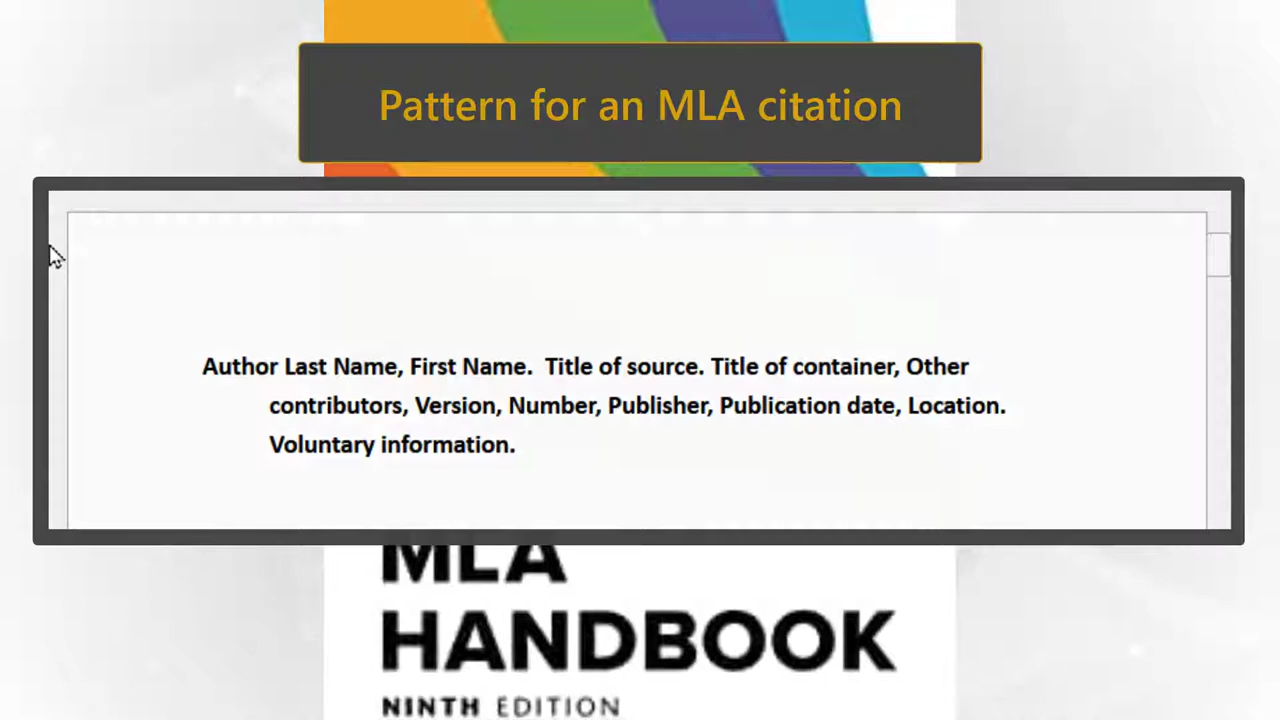 Pattern for an MLA citation
Author Last Name, First Name.  Title of source. Title of container, Other
contributors, Version, Number, Publisher, Publication date, Location.
Voluntary information.
MLA
HANDBOOK
NINTH EDITION